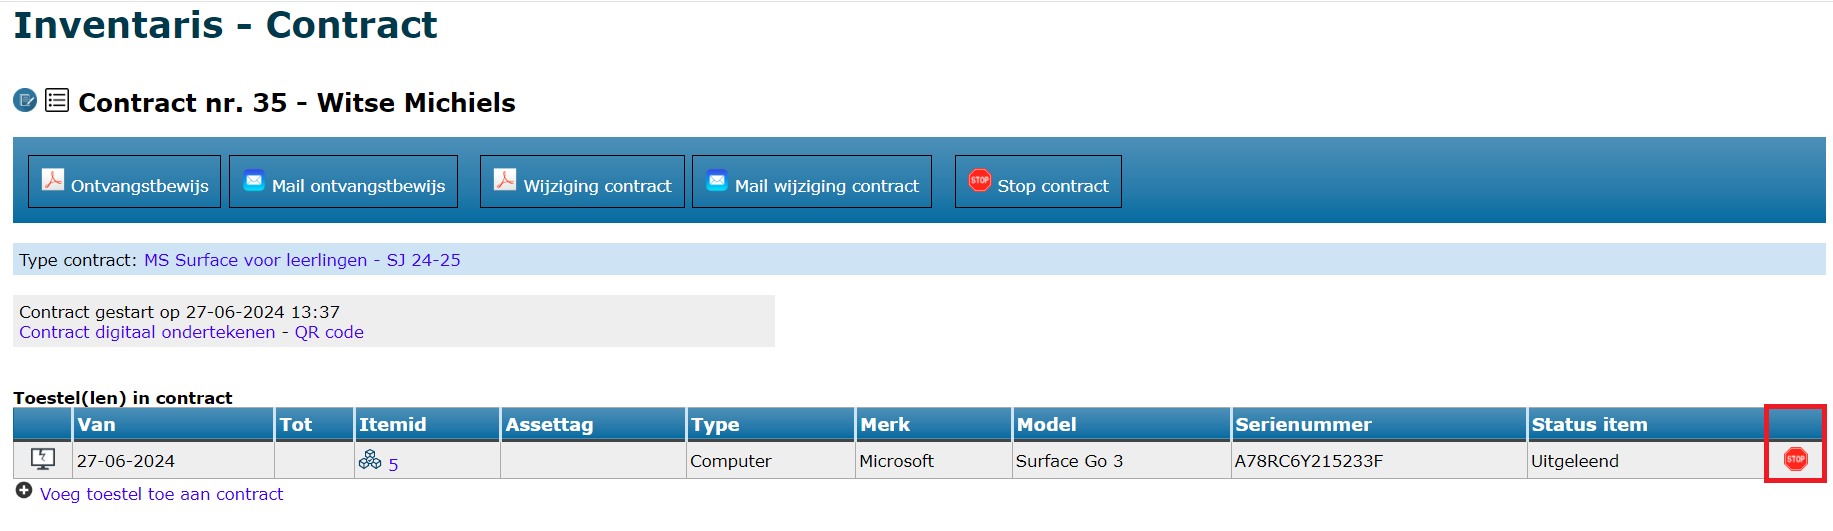 Inventaris - Contract
Contract nr. 35 - Witse Michiels
Ontvangstbewijs Mail ontvangstbewijs Wijziging contract Mail wijziging contract STOP Stop contract
Type contract: MS Surface voor leerlingen - SJ 24-25
Contract gestart op 27-06-2024 13:37
Contract digitaal ondertekenen - QR code
Toestel(len) in contract
Van Tot Itemid Assettag Type Merk Model Serienummer Status item
27-06-2024 5 Computer Microsoft Surface Go 3 A78RC6Y215233F Uitgeleend STOP
Voeg toestel toe aan contract